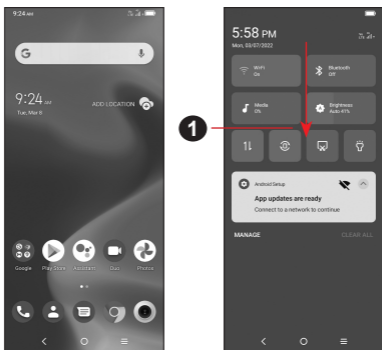 9:24 AM
9:24 AM
Tue, Mar 8
ADD LOCATION
Google
Play Store
Assistant
Duo
Photos
1
5:58 PM
Mon, 03/07/2022
Wi-Fi
On
Bluetooth
Off
Media
0%
Brightness
Auto 41%
Android Setup
App updates are ready
Connect to a network to continue
MANAGE
CLEAR ALL